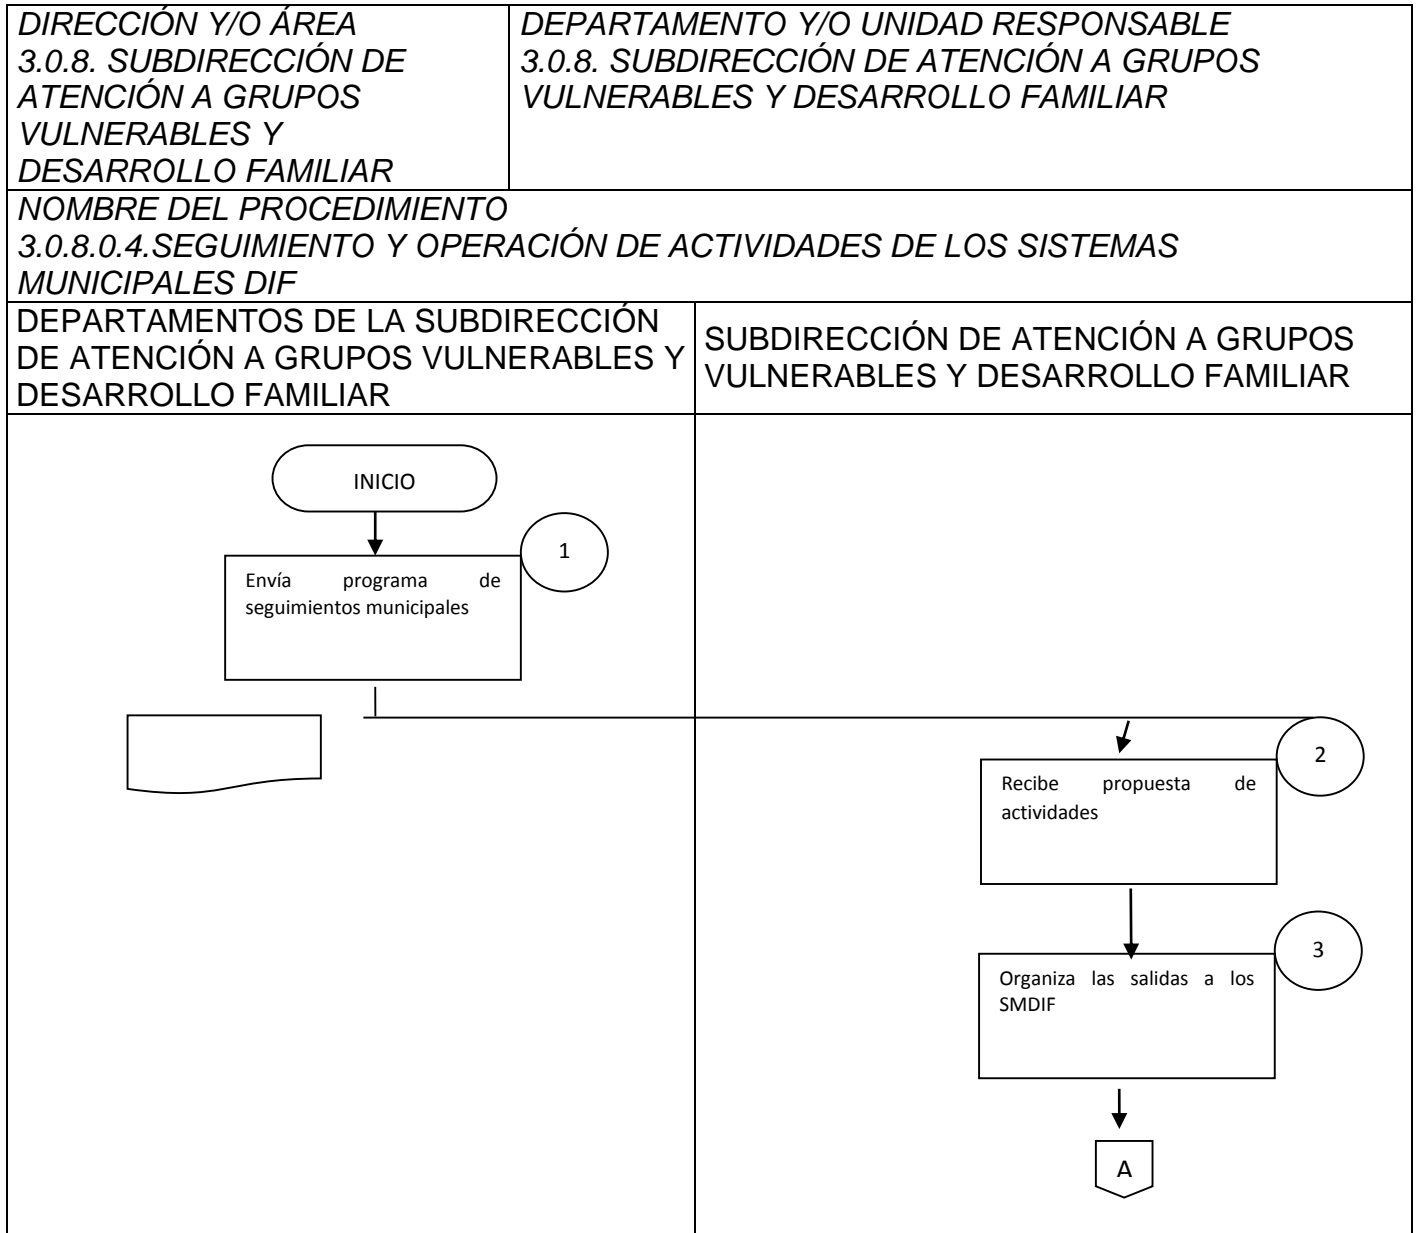 DIRECCIÓN Y/O ÁREA
3.0.8. SUBDIRECCIÓN DE
ATENCIÓN A GRUPOS
VULNERABLES Y
DESARROLLO FAMILIAR
DEPARTAMENTO Y/O UNIDAD RESPONSABLE
3.0.8. SUBDIRECCIÓN DE ATENCIÓN A GRUPOS
VULNERABLES Y DESARROLLO FAMILIAR
NOMBRE DEL PROCEDIMIENTO
3.0.8.0.4.SEGUIMIENTO Y OPERACIÓN DE ACTIVIDADES DE LOS SISTEMAS
MUNICIPALES DIF
DEPARTAMENTOS DE LA SUBDIRECCIÓN
DE ATENCIÓN A GRUPOS VULNERABLES Y
DESARROLLO FAMILIAR
SUBDIRECCIÓN DE ATENCIÓN A GRUPOS
VULNERABLES Y DESARROLLO FAMILIAR
INICIO
1
Envía programa de
seguimientos municipales
2
Recibe propuesta de
actividades
3
Organiza las salidas a los
SMDIF
A